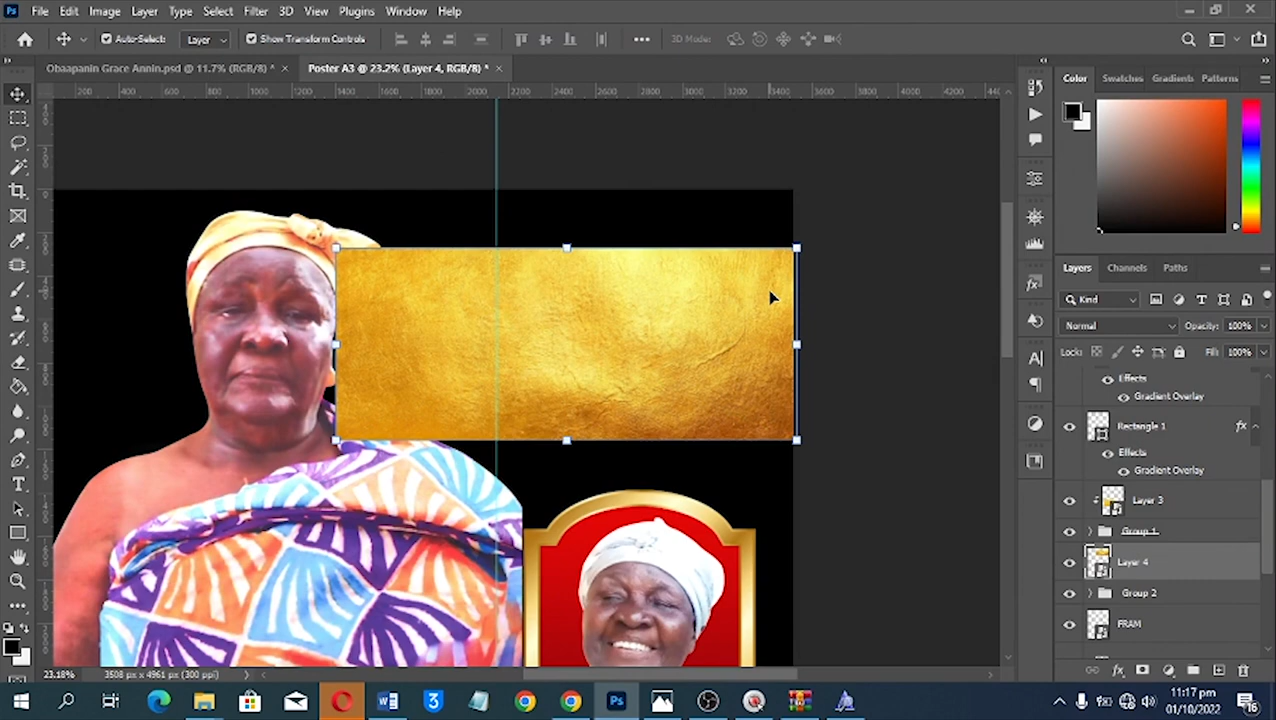 Ps File Edit Image Layer Type Select Filter 3D View Plugins Window Help
Auto-Select: Layer Show Transform Controls 3D Mode:
Obaapanin Grace Annin.psd @ 11.7% (RGB/8) * × Poster A3 @ 23.2% (Layer 4, RGB/8) * ×
200 400 600 800 1000 1200 1400 1600 1800 2000 2200 2400 2600 2800 3000 3200 3400 3600 3800 4000 4200
Color Swatches Gradients Patterns
Layers Channels Paths
Kind
Normal Opacity: 100%
Lock: Fill: 100%
Effects
Gradient Overlay
Rectangle 1 fx
Effects
Gradient Overlay
Layer 3
Group 1
Layer 4
Group 2
FRAM
23.18% 3508 px x 4961 px (300 ppi)
11:17 pm
01/10/2022